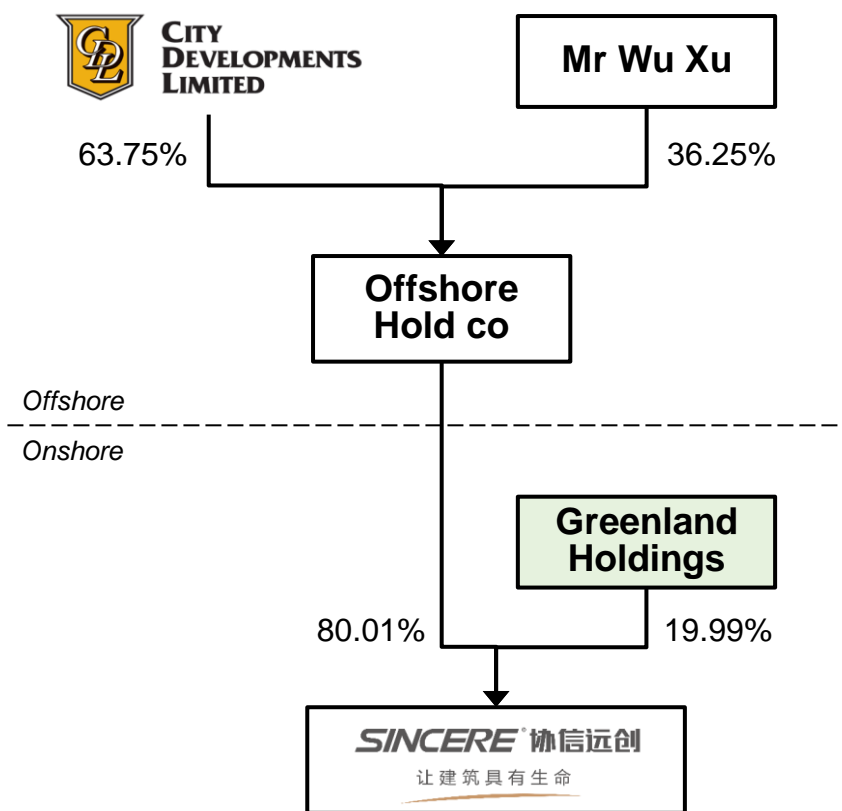 CDL
CITY
DEVELOPMENTS
LIMITED
Mr Wu Xu
63.75%
36.25%
Offshore
Hold co
Offshore
Onshore
Greenland
Holdings
80.01%
19.99%
SINCERE 协信远创
让建筑具有生命